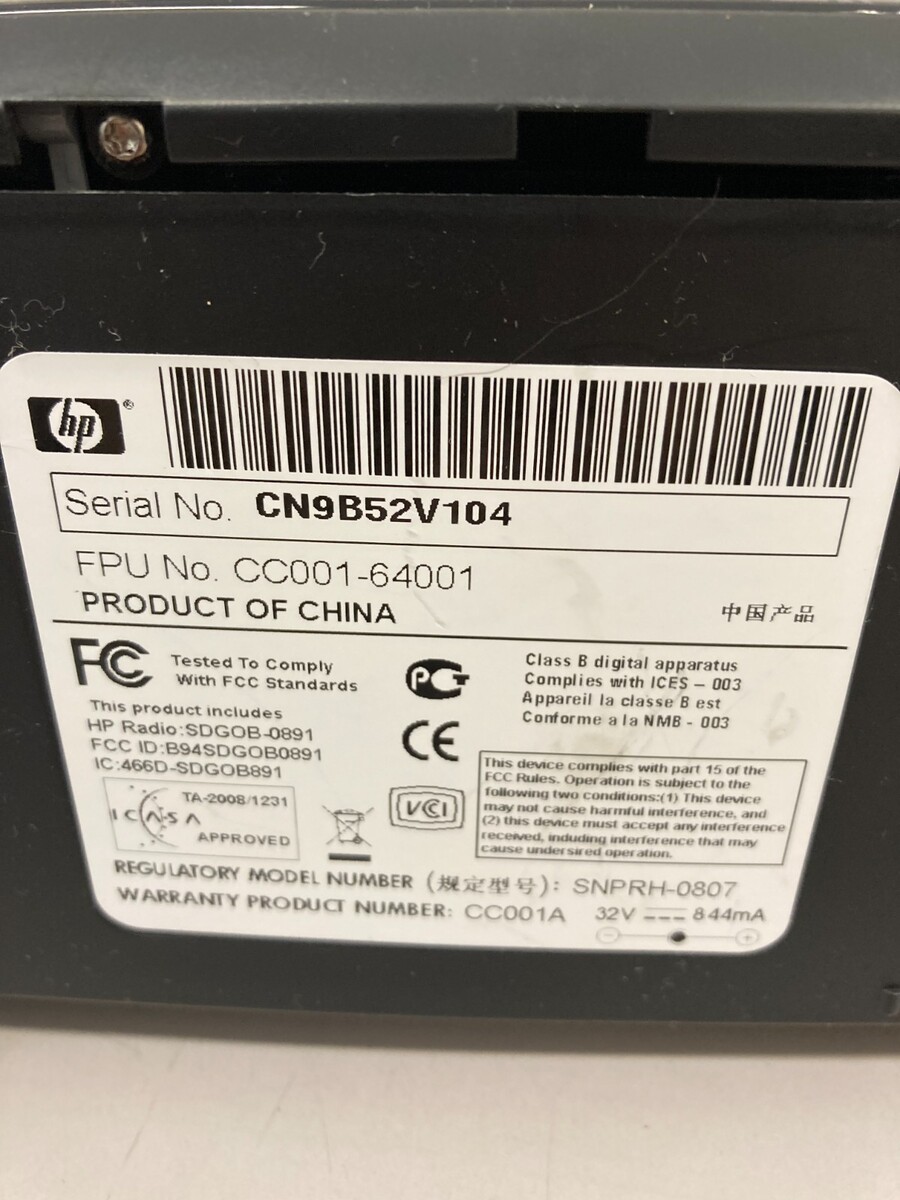 hp ®
Serial No. CN9B52V104
FPU No. CC001-64001
PRODUCT OF CHINA 中国产品
FC Tested To Comply
With FCC Standards
This product includes
HP Radio:SDGOB-0891
FCC ID:B94SDGOB0891
IC:466D-SDGOB891
PCT
CE
Class B digital apparatus
Complies with ICES – 003
Appareil la classe B est
Conforme a la NMB - 003
ICASA TA-2008/1231
APPROVED
VCI
This device complies with part 15 of the
FCC Rules. Operation is subject to the
following two conditions:(1) This device
may not cause harmful interference, and
(2) this device must accept any interference
received, including interference that may
cause undersired operation.
REGULATORY MODEL NUMBER (规定型号): SNPRH-0807
WARRANTY PRODUCT NUMBER: CC001A 32V 844mA